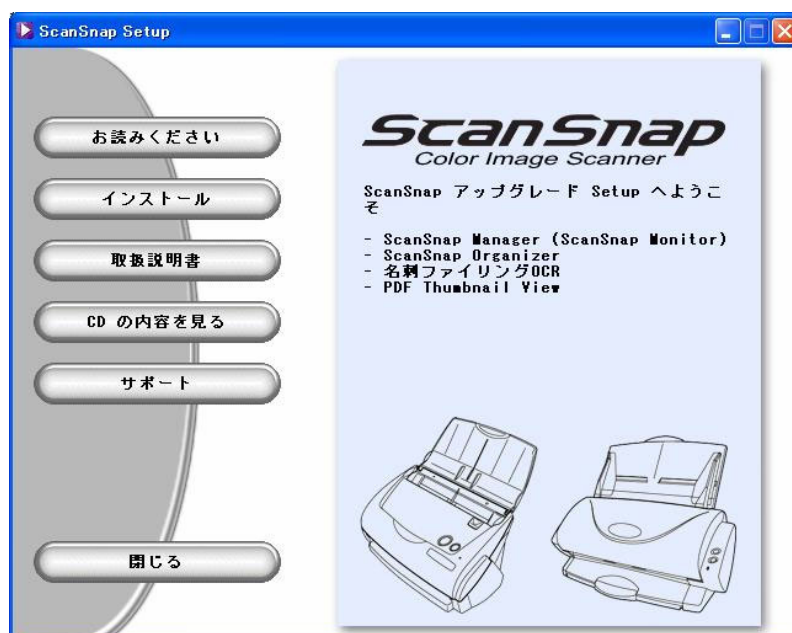 ScanSnap Setup
お読みください
インストール
取扱説明書
CD の内容を見る
サポート
閉じる
ScanSnap
Color Image Scanner
ScanSnap アップグレード Setup へようこ
そ
- ScanSnap Manager (ScanSnap Monitor)
- ScanSnap Organizer
- 名刺ファイリングOCR
- PDF Thumbnail View